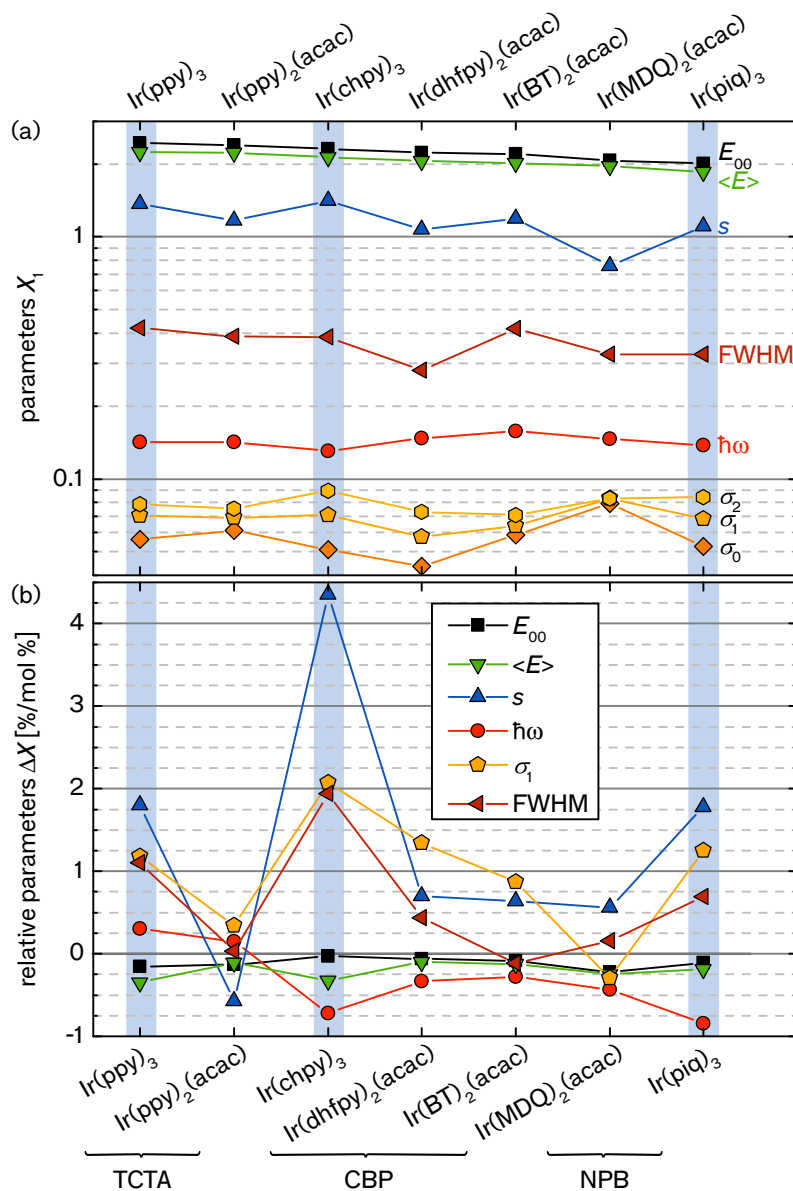 Ir(ppy)₃
Ir(ppy)₂(acac)
Ir(chpy)₃
Ir(dhfpy)₂(acac)
Ir(BT)₂(acac)
Ir(MDQ)₂(acac)
Ir(piq)₃
(a)
parameters X₁
1
0.1
E₀₀
<E>
s
FWHM
ħω
σ₂
σ₁
σ₀
(b)
relative parameters ΔX [%/mol %]
4
3
2
1
0
-1
E₀₀
<E>
s
ħω
σ₁
FWHM
Ir(ppy)₃
Ir(ppy)₂(acac)
Ir(chpy)₃
Ir(dhfpy)₂(acac)
Ir(BT)₂(acac)
Ir(MDQ)₂(acac)
Ir(piq)₃
TCTA
CBP
NPB